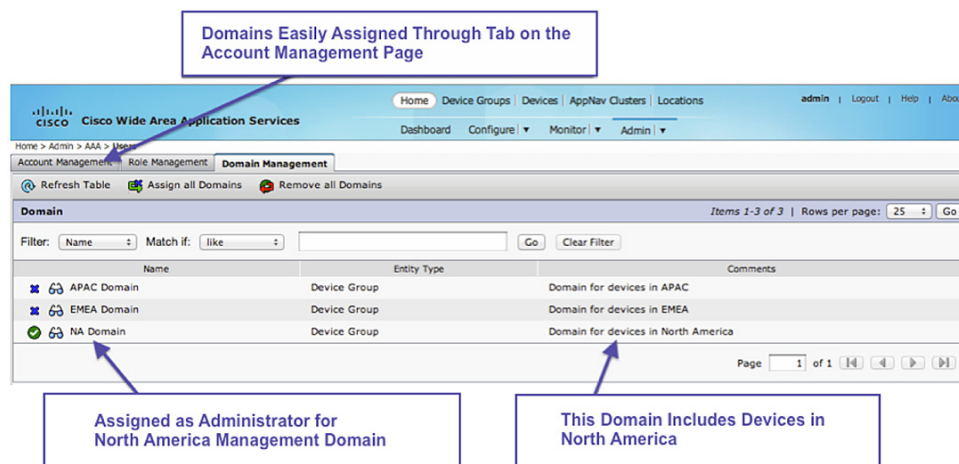 Domains Easily Assigned Through Tab on the
Account Management Page
Home Device Groups | Devices | AppNav Clusters | Locations
admin | Logout | Help | Abou
CISCO Cisco Wide Area Application Services
Dashboard Configure | ▾ Monitor | ▾ Admin | ▾
Home > Admin > AAA > Users
Account Management Role Management Domain Management
Refresh Table Assign all Domains Remove all Domains
Domain Items 1-3 of 3 | Rows per page: 25 Go
Filter: Name Match if: like Go Clear Filter
Name Entity Type Comments
APAC Domain Device Group Domain for devices in APAC
EMEA Domain Device Group Domain for devices in EMEA
NA Domain Device Group Domain for devices in North America
Page 1 of 1
Assigned as Administrator for
North America Management Domain
This Domain Includes Devices in
North America